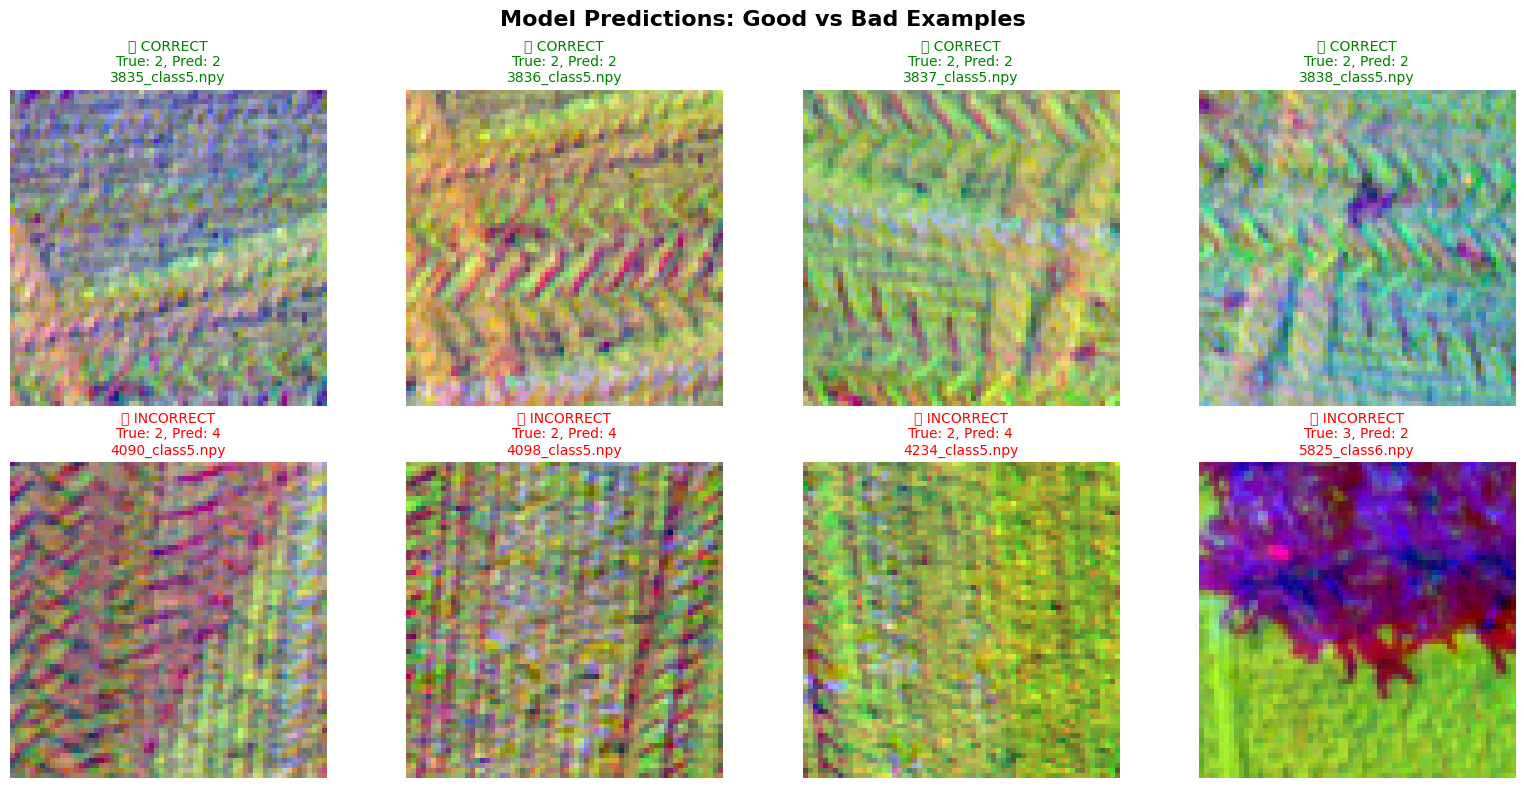 Model Predictions: Good vs Bad Examples
CORRECT
True: 2, Pred: 2
3835_class5.npy
CORRECT
True: 2, Pred: 2
3836_class5.npy
CORRECT
True: 2, Pred: 2
3837_class5.npy
CORRECT
True: 2, Pred: 2
3838_class5.npy
INCORRECT
True: 2, Pred: 4
4090_class5.npy
INCORRECT
True: 2, Pred: 4
4098_class5.npy
INCORRECT
True: 2, Pred: 4
4234_class5.npy
INCORRECT
True: 3, Pred: 2
5825_class6.npy